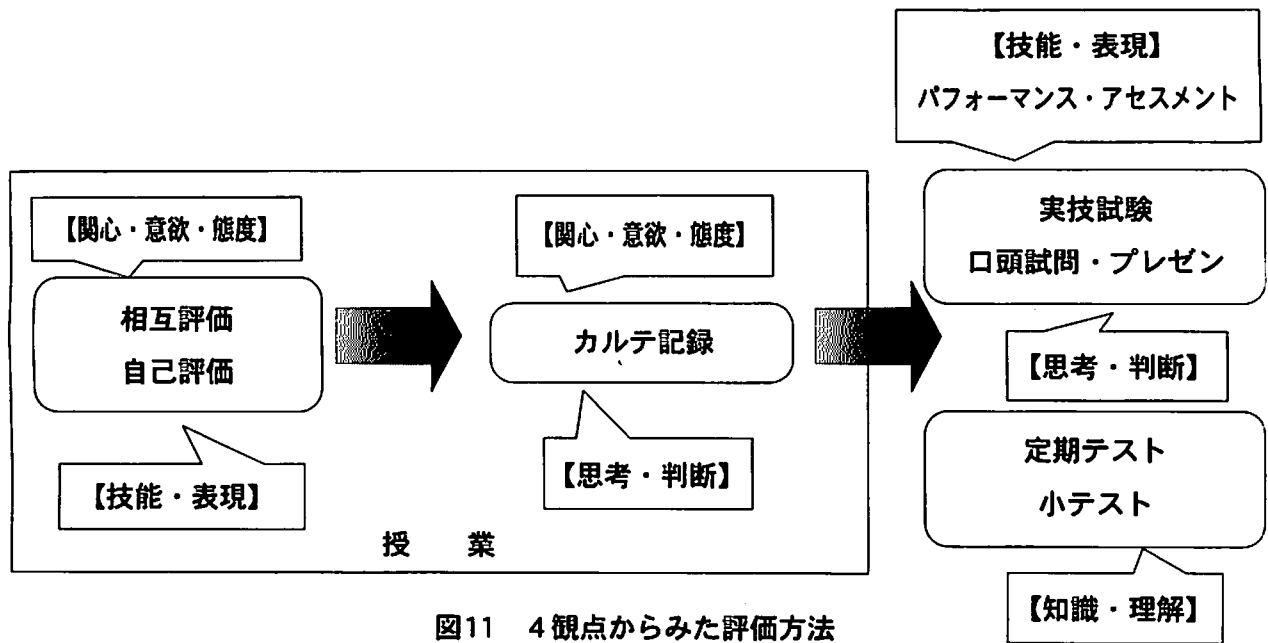 【技能・表現】
パフォーマンス・アセスメント
【関心・意欲・態度】
相互評価
自己評価
【技能・表現】
【関心・意欲・態度】
カルテ記録
【思考・判断】
授　業
実技試験
口頭試問・プレゼン
【思考・判断】
定期テスト
小テスト
【知識・理解】
図11　４観点からみた評価方法